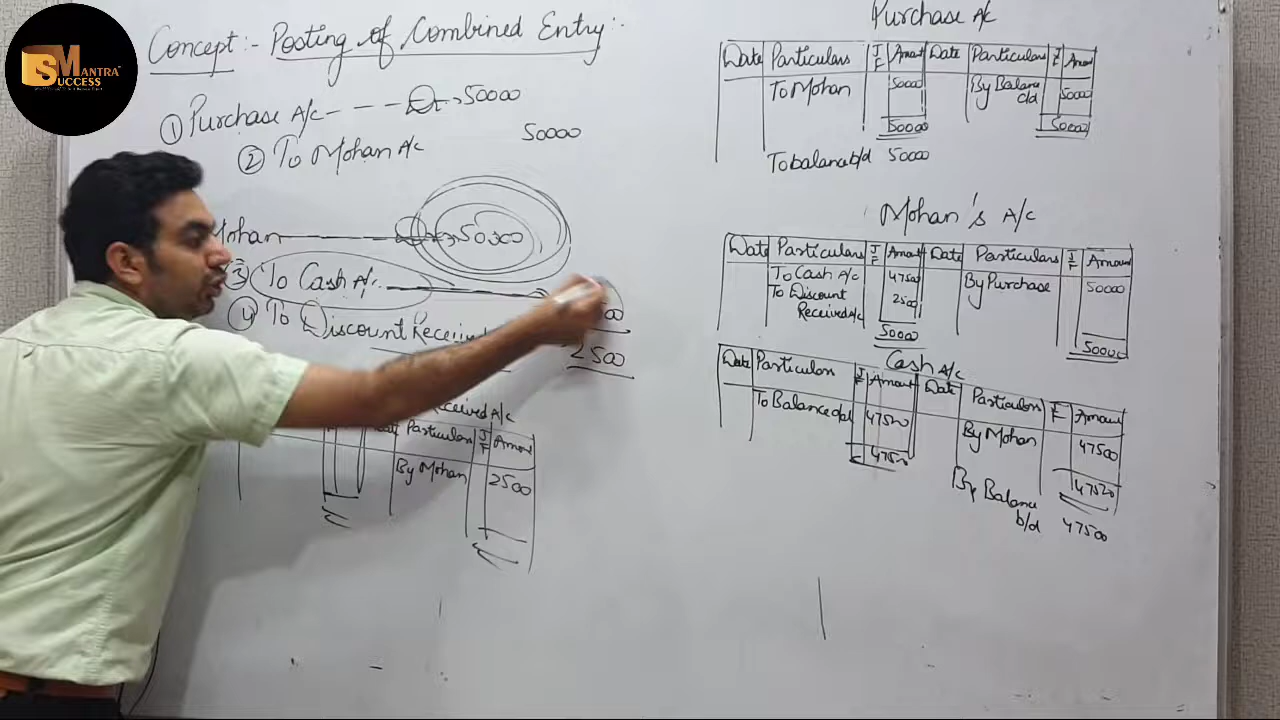 SMANTRA
SUCCESS
Concept:- Posting of Combined Entry:-
① Purchase A/c - - - Dr. 50000
② To Mohan A/c 50000
Mohan Dr. 50000
③ To Cash A/c
④ To Discount Received
2500
Received A/c
Particulars J F Amount
By Mohan 2500
Purchase A/c
Date Particulars J F Amount Date Particulars J F Amount
To Mohan 50000 By Balance c/d 50000
50000 50000
To balance b/d 50000
Mohan's A/c
Date Particulars J F Amount Date Particulars J F Amount
To Cash A/c 47500 By Purchase 50000
To Discount Received A/c 2500
50000 50000
Cash A/c
Date Particulars J F Amount Date Particulars J F Amount
To Balance c/d 47500 By Mohan 47500
47500 47500
By Balance b/d 47500